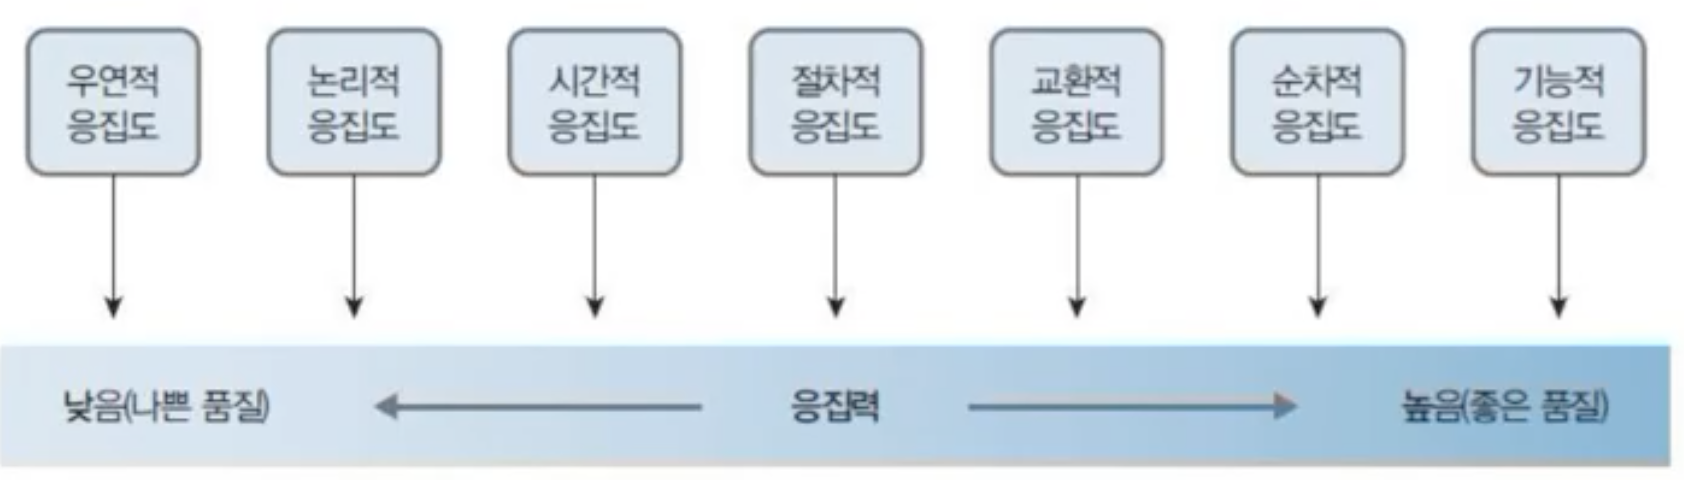 우연적
응집도
논리적
응집도
시간적
응집도
절차적
응집도
교환적
응집도
순차적
응집도
기능적
응집도
낮음(나쁜 품질)
응집력
높음(좋은 품질)